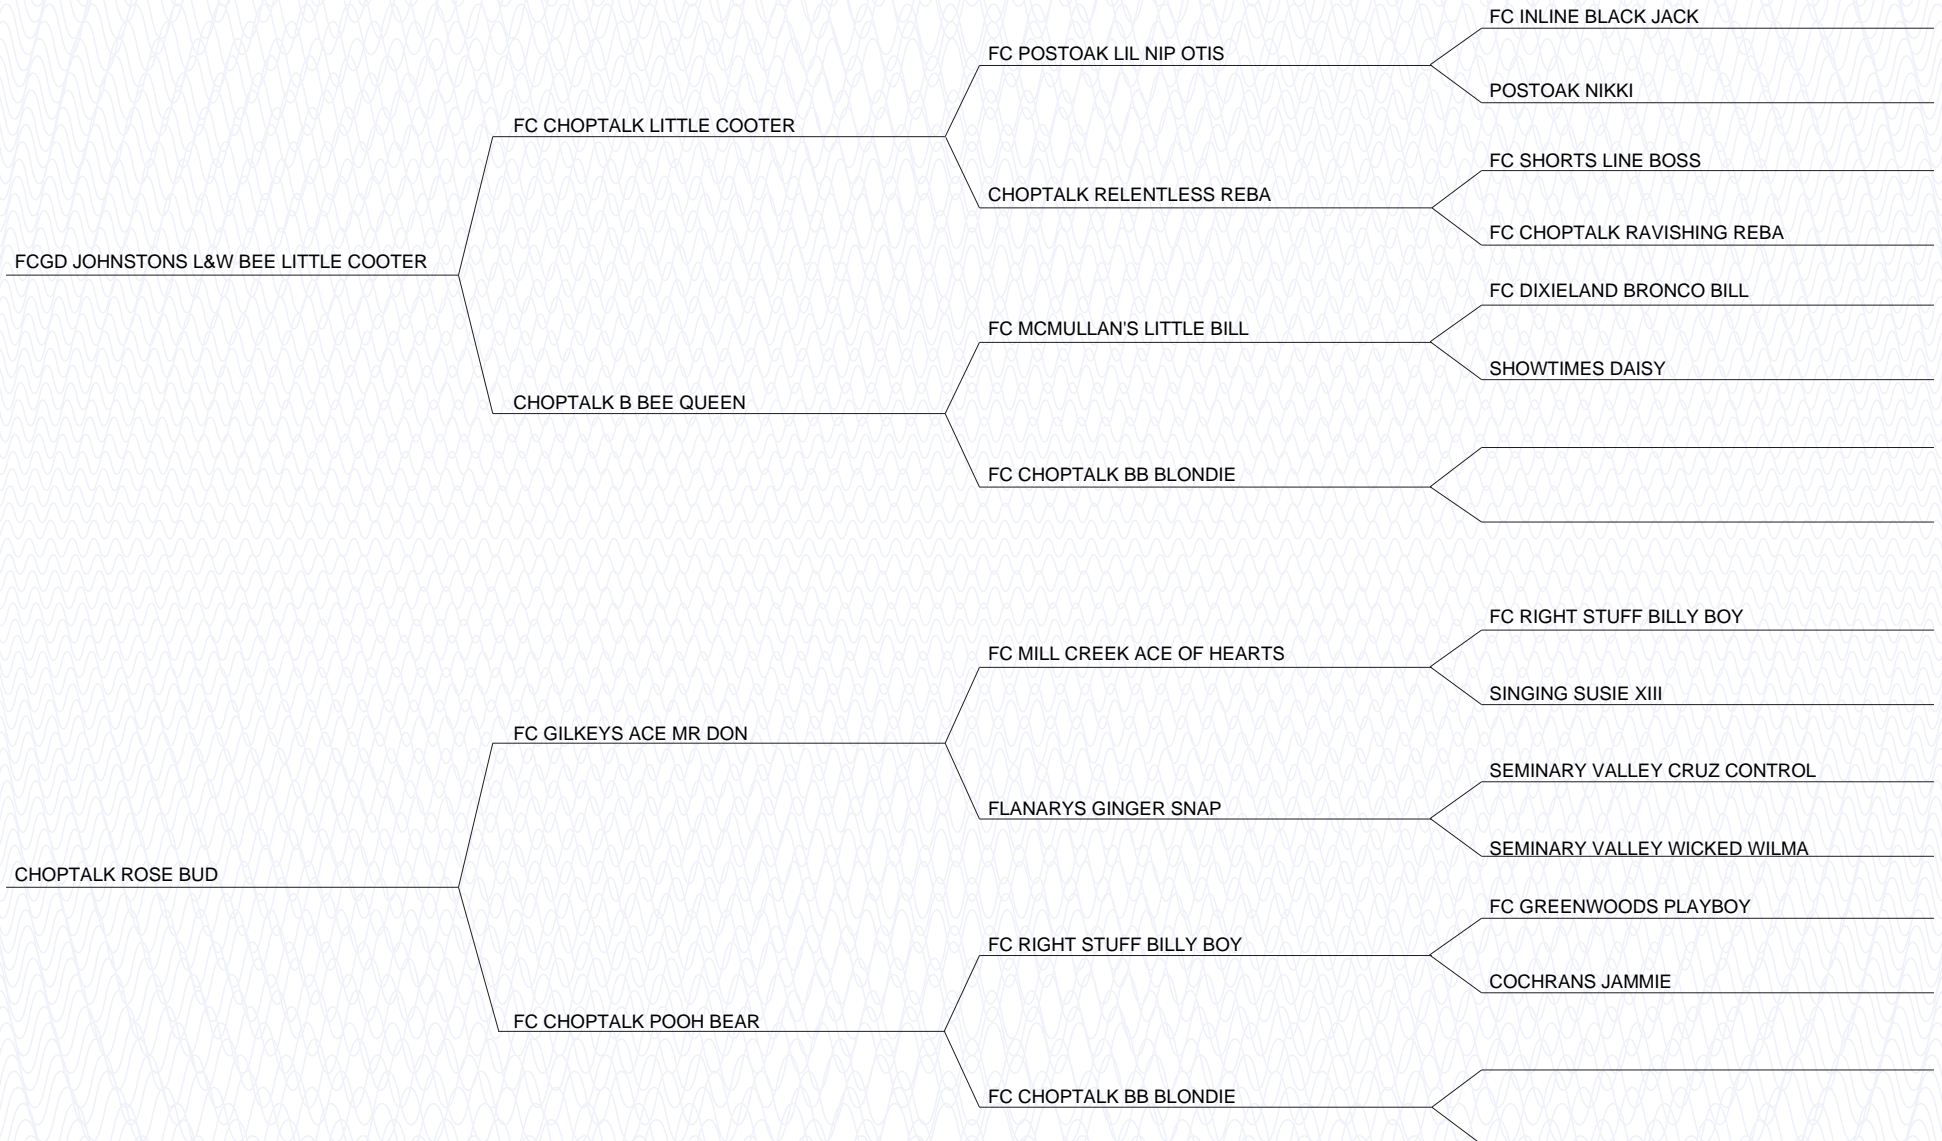 FC INLINE BLACK JACK
FC POSTOAK LIL NIP OTIS
POSTOAK NIKKI
FC CHOPTALK LITTLE COOTER
FC SHORTS LINE BOSS
CHOPTALK RELENTLESS REBA
FC CHOPTALK RAVISHING REBA
FCGD JOHNSTONS L&W BEE LITTLE COOTER
FC DIXIELAND BRONCO BILL
FC MCMULLAN'S LITTLE BILL
SHOWTIMES DAISY
CHOPTALK B BEE QUEEN
FC CHOPTALK BB BLONDIE
FC RIGHT STUFF BILLY BOY
FC MILL CREEK ACE OF HEARTS
SINGING SUSIE XIII
FC GILKEYS ACE MR DON
SEMINARY VALLEY CRUZ CONTROL
FLANARYS GINGER SNAP
SEMINARY VALLEY WICKED WILMA
CHOPTALK ROSE BUD
FC GREENWOODS PLAYBOY
FC RIGHT STUFF BILLY BOY
COCHRANS JAMMIE
FC CHOPTALK POOH BEAR
FC CHOPTALK BB BLONDIE